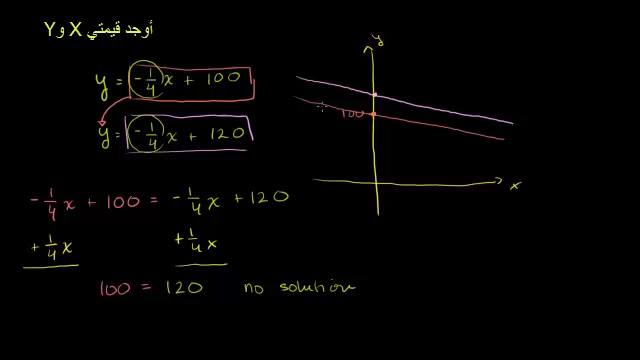 أوجد قيمتي X وY
y = -1/4 x + 100
y = -1/4 x + 120
-1/4 x + 100 = -1/4 x + 120
+1/4 x +1/4 x
100 = 120 no solution
y
100
x